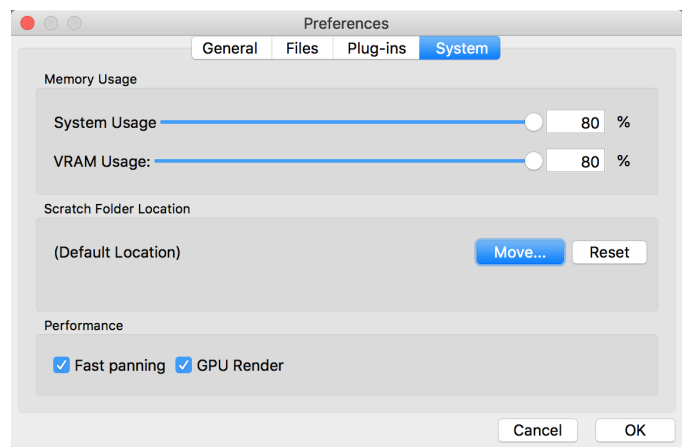 Preferences
General Files Plug-ins System
Memory Usage
System Usage 80 %
VRAM Usage: 80 %
Scratch Folder Location
(Default Location) Move... Reset
Performance
Fast panning GPU Render
Cancel OK